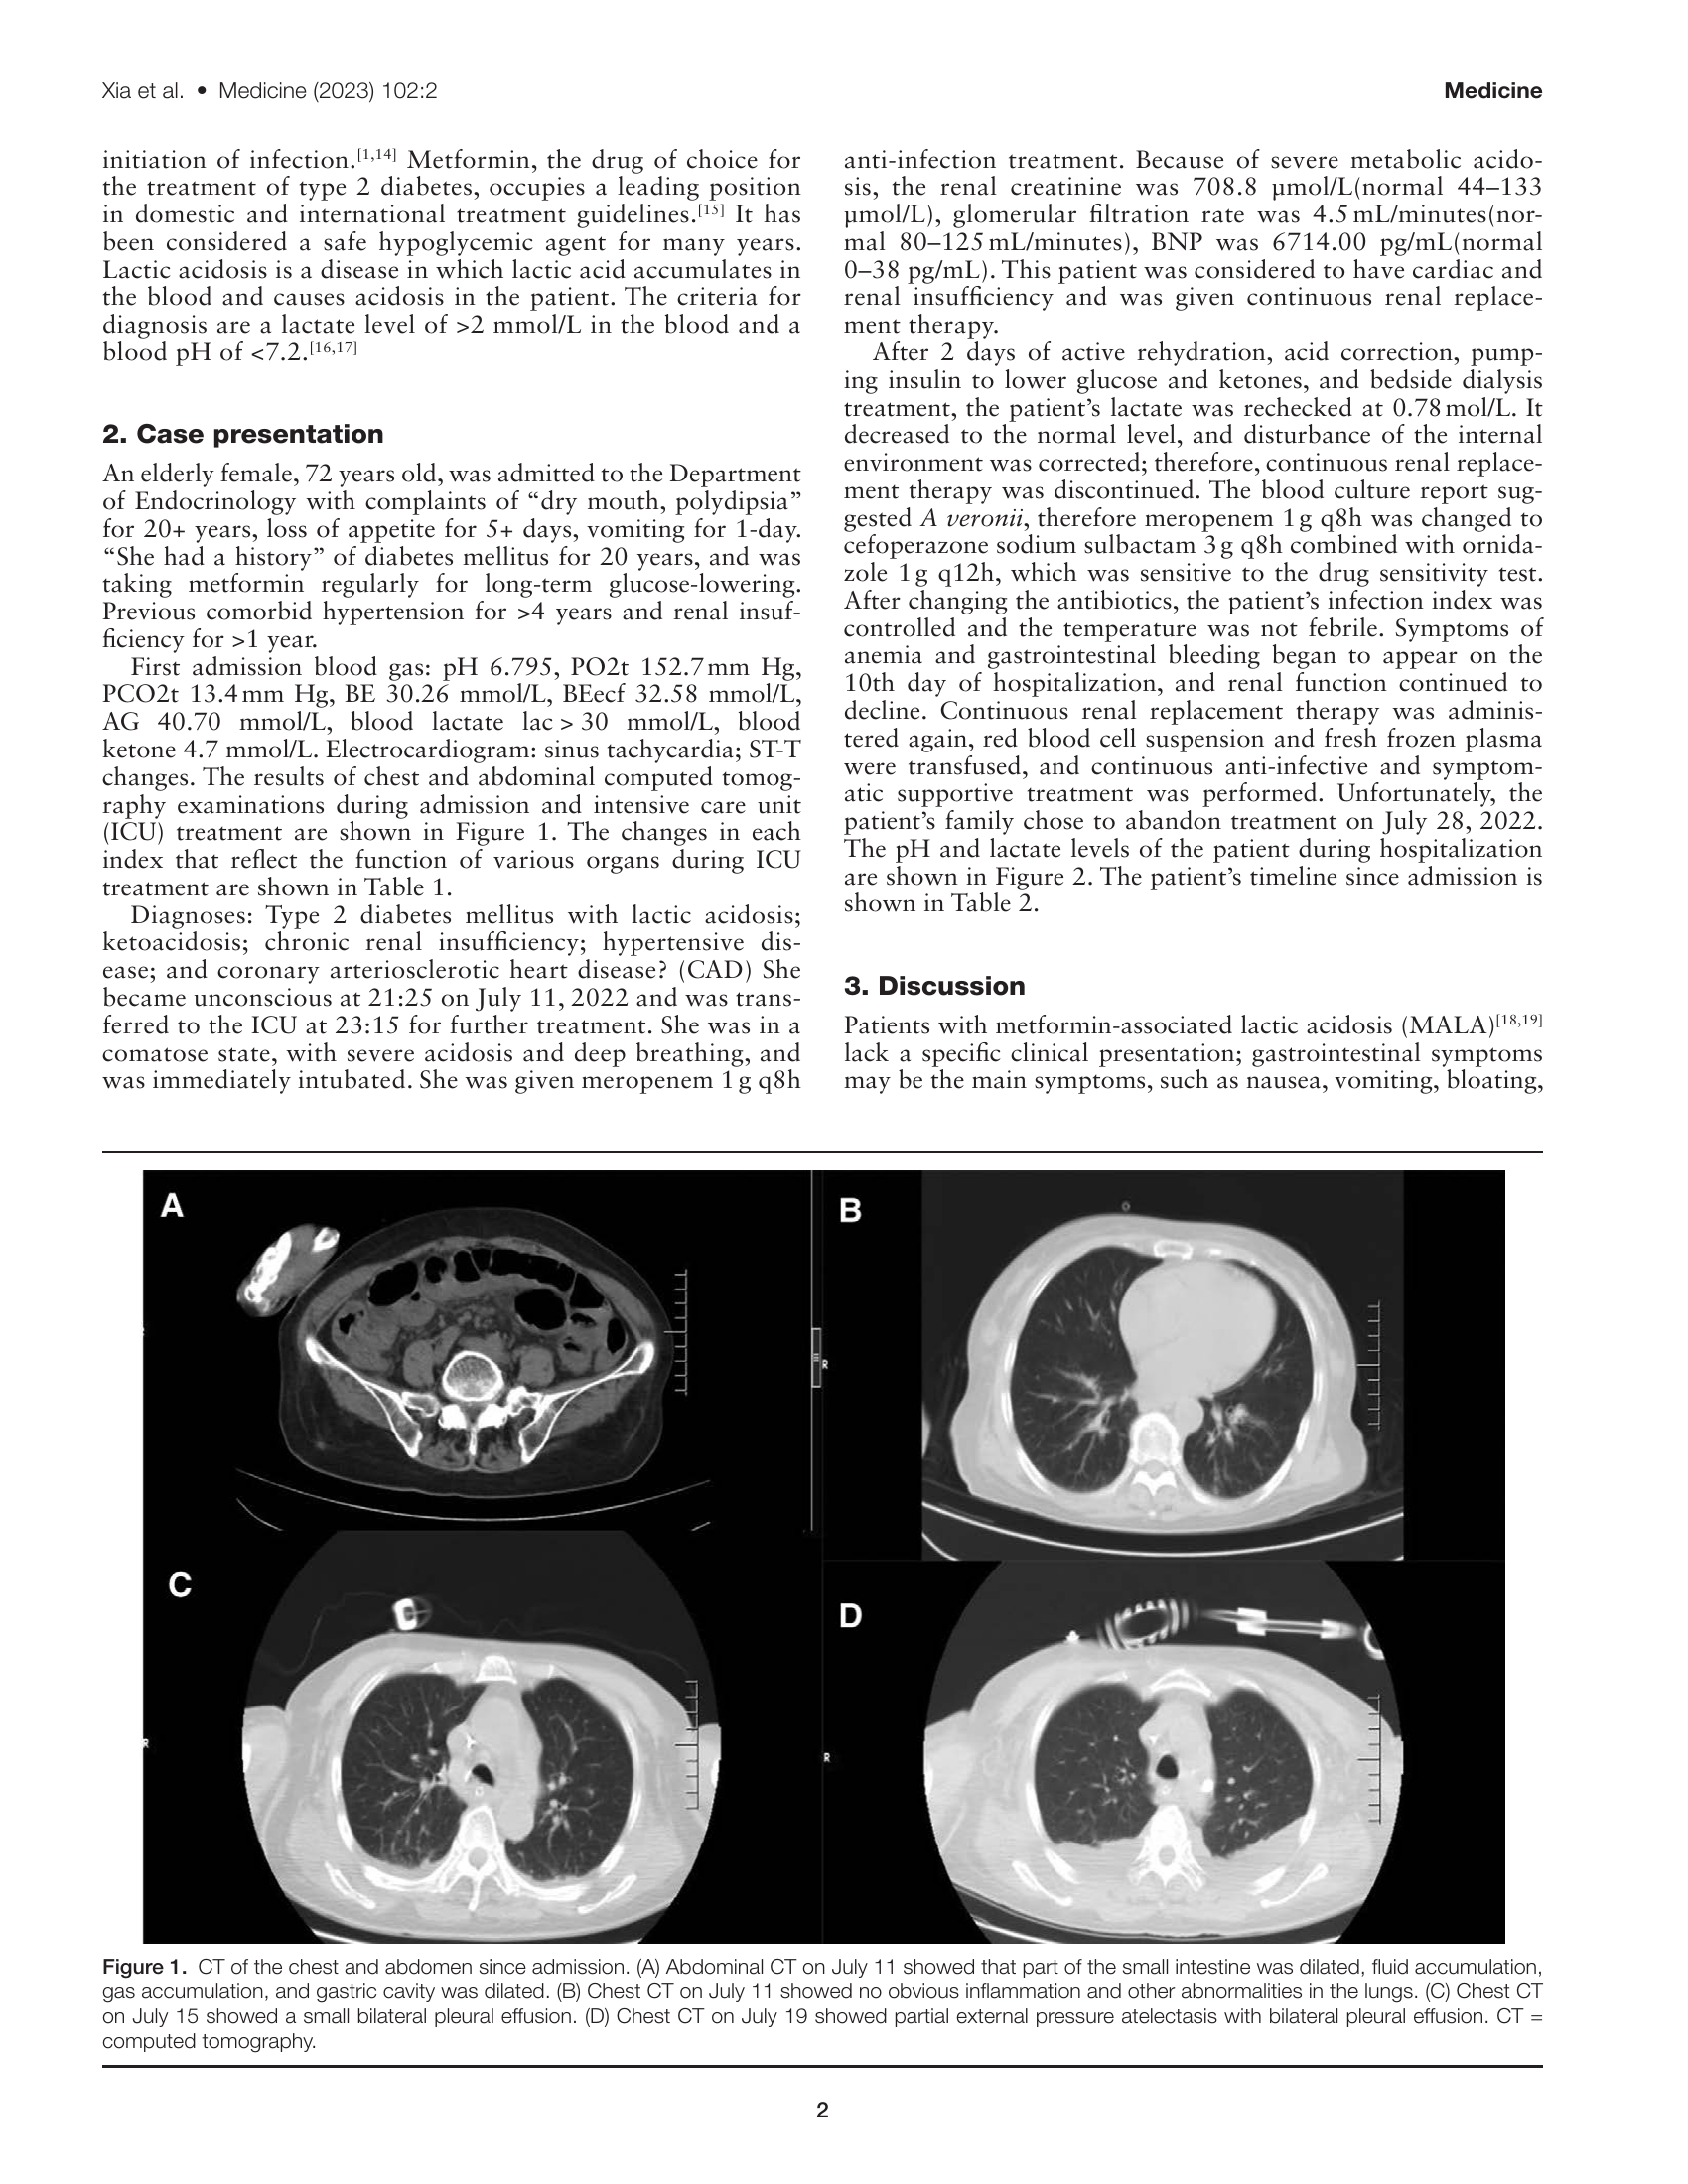 Xia et al. • Medicine (2023) 102:2
Medicine
initiation of infection.[1,14] Metformin, the drug of choice for
the treatment of type 2 diabetes, occupies a leading position
in domestic and international treatment guidelines.[15] It has
been considered a safe hypoglycemic agent for many years.
Lactic acidosis is a disease in which lactic acid accumulates in
the blood and causes acidosis in the patient. The criteria for
diagnosis are a lactate level of >2 mmol/L in the blood and a
blood pH of <7.2.[16,17]
2. Case presentation
An elderly female, 72 years old, was admitted to the Department
of Endocrinology with complaints of “dry mouth, polydipsia”
for 20+ years, loss of appetite for 5+ days, vomiting for 1-day.
“She had a history” of diabetes mellitus for 20 years, and was
taking metformin regularly for long-term glucose-lowering.
Previous comorbid hypertension for >4 years and renal insuf-
ficiency for >1 year.
First admission blood gas: pH 6.795, PO2t 152.7 mm Hg,
PCO2t 13.4 mm Hg, BE 30.26 mmol/L, BEecf 32.58 mmol/L,
AG 40.70 mmol/L, blood lactate lac > 30 mmol/L, blood
ketone 4.7 mmol/L. Electrocardiogram: sinus tachycardia; ST-T
changes. The results of chest and abdominal computed tomog-
raphy examinations during admission and intensive care unit
(ICU) treatment are shown in Figure 1. The changes in each
index that reflect the function of various organs during ICU
treatment are shown in Table 1.
Diagnoses: Type 2 diabetes mellitus with lactic acidosis;
ketoacidosis; chronic renal insufficiency; hypertensive dis-
ease; and coronary arteriosclerotic heart disease? (CAD) She
became unconscious at 21:25 on July 11, 2022 and was trans-
ferred to the ICU at 23:15 for further treatment. She was in a
comatose state, with severe acidosis and deep breathing, and
was immediately intubated. She was given meropenem 1 g q8h
anti-infection treatment. Because of severe metabolic acido-
sis, the renal creatinine was 708.8 μmol/L(normal 44–133
μmol/L), glomerular filtration rate was 4.5 mL/minutes(nor-
mal 80–125 mL/minutes), BNP was 6714.00 pg/mL(normal
0–38 pg/mL). This patient was considered to have cardiac and
renal insufficiency and was given continuous renal replace-
ment therapy.
After 2 days of active rehydration, acid correction, pump-
ing insulin to lower glucose and ketones, and bedside dialysis
treatment, the patient’s lactate was rechecked at 0.78 mol/L. It
decreased to the normal level, and disturbance of the internal
environment was corrected; therefore, continuous renal replace-
ment therapy was discontinued. The blood culture report sug-
gested A veronii, therefore meropenem 1 g q8h was changed to
cefoperazone sodium sulbactam 3 g q8h combined with ornida-
zole 1 g q12h, which was sensitive to the drug sensitivity test.
After changing the antibiotics, the patient’s infection index was
controlled and the temperature was not febrile. Symptoms of
anemia and gastrointestinal bleeding began to appear on the
10th day of hospitalization, and renal function continued to
decline. Continuous renal replacement therapy was adminis-
tered again, red blood cell suspension and fresh frozen plasma
were transfused, and continuous anti-infective and symptom-
atic supportive treatment was performed. Unfortunately, the
patient’s family chose to abandon treatment on July 28, 2022.
The pH and lactate levels of the patient during hospitalization
are shown in Figure 2. The patient’s timeline since admission is
shown in Table 2.
3. Discussion
Patients with metformin-associated lactic acidosis (MALA)[18,19]
lack a specific clinical presentation; gastrointestinal symptoms
may be the main symptoms, such as nausea, vomiting, bloating,
A
B
R
C
D
R
R
Figure 1. CT of the chest and abdomen since admission. (A) Abdominal CT on July 11 showed that part of the small intestine was dilated, fluid accumulation,
gas accumulation, and gastric cavity was dilated. (B) Chest CT on July 11 showed no obvious inflammation and other abnormalities in the lungs. (C) Chest CT
on July 15 showed a small bilateral pleural effusion. (D) Chest CT on July 19 showed partial external pressure atelectasis with bilateral pleural effusion. CT =
computed tomography.
2